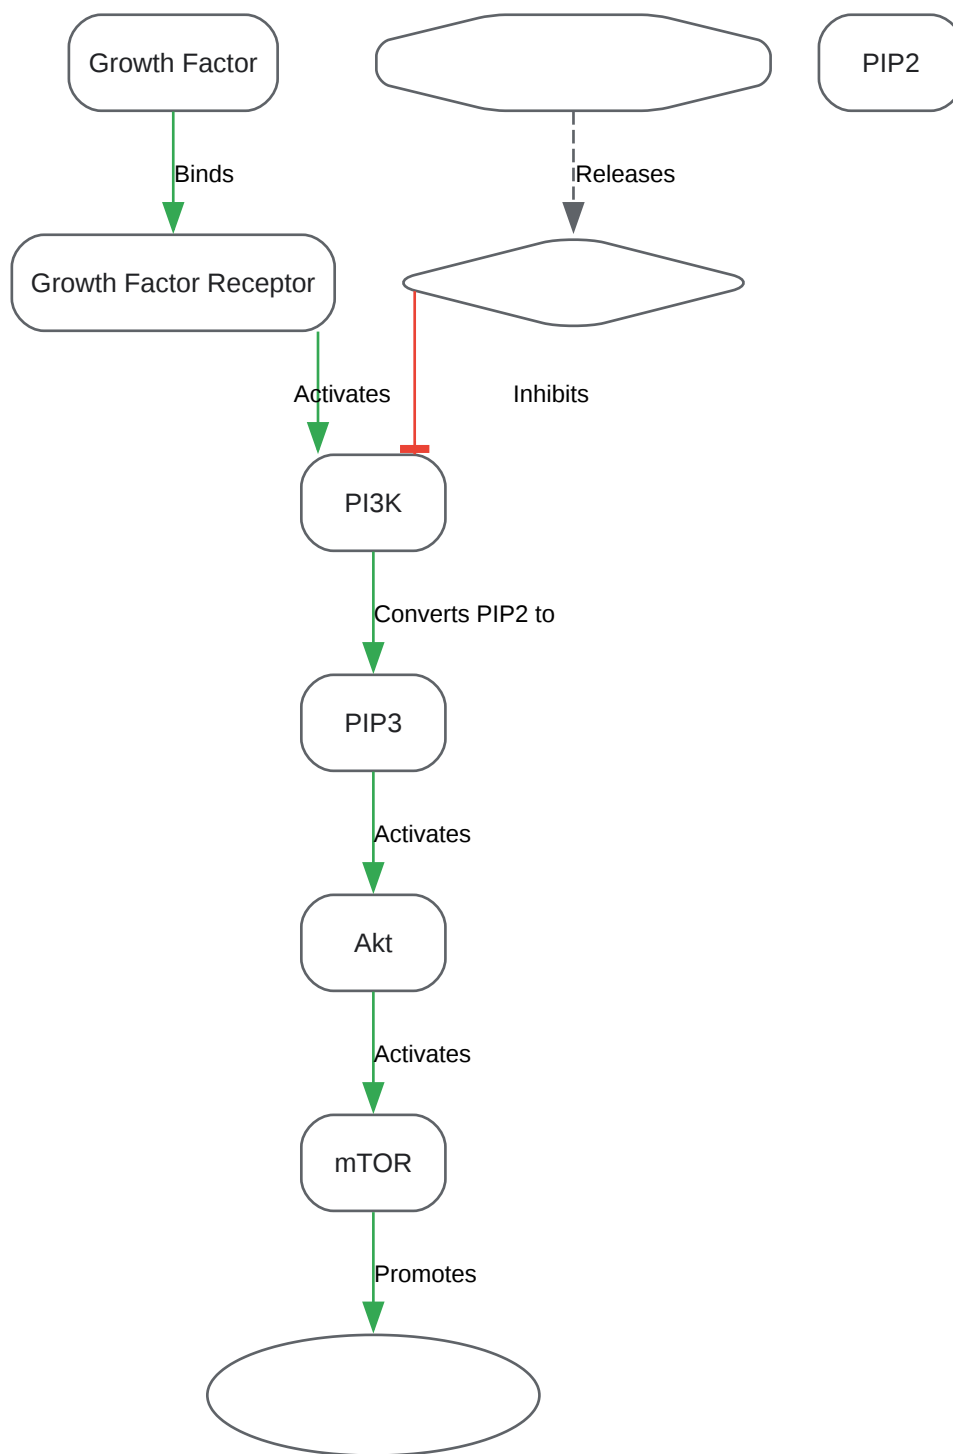 Growth Factor
PIP2
Binds
Releases
Growth Factor Receptor
Activates
Inhibits
PI3K
Converts PIP2 to
PIP3
Activates
Akt
Activates
mTOR
Promotes